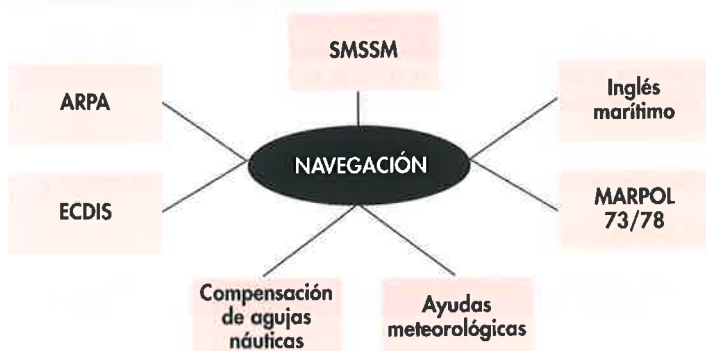 SMSSM
ARPA
Inglés
marítimo
NAVEGACIÓN
ECDIS
MARPOL
73/78
Compensación
de agujas
náuticas
Ayudas
meteorológicas